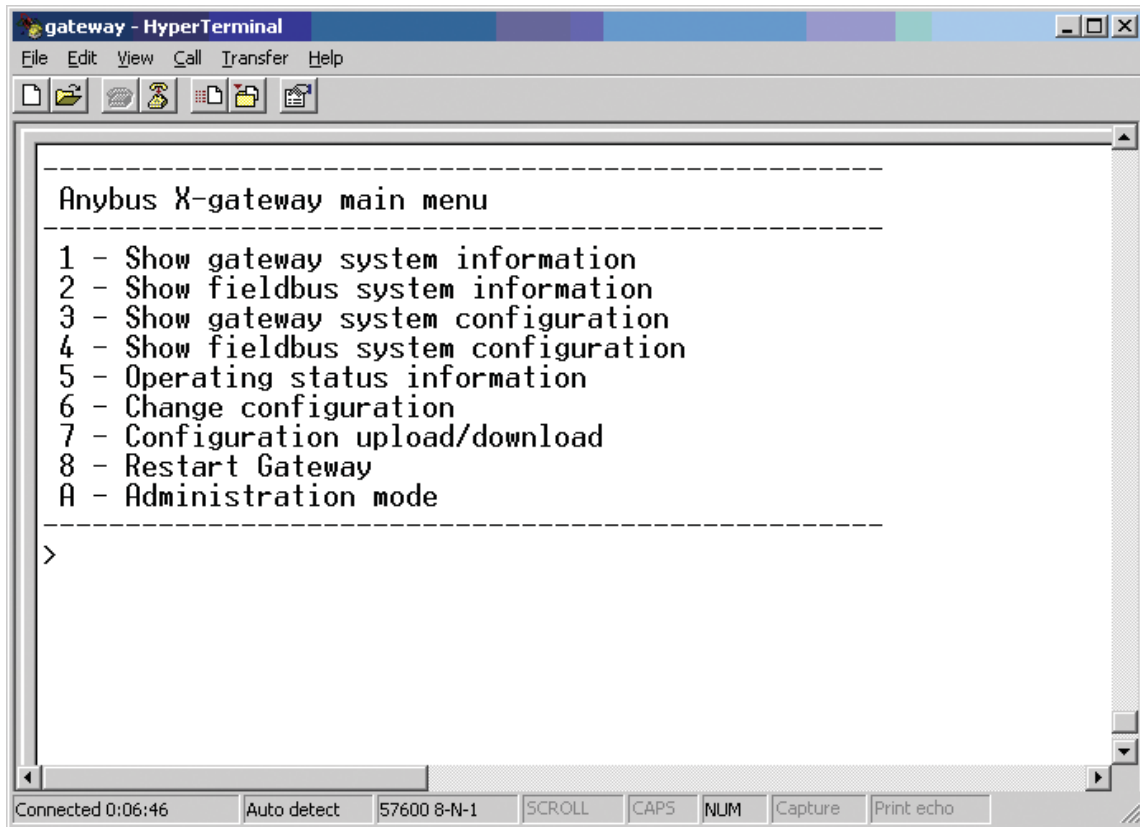 gateway - HyperTerminal
File Edit View Call Transfer Help
--------------------------------------------------
Anybus X-gateway main menu
--------------------------------------------------
1 - Show gateway system information
2 - Show fieldbus system information
3 - Show gateway system configuration
4 - Show fieldbus system configuration
5 - Operating status information
6 - Change configuration
7 - Configuration upload/download
8 - Restart Gateway
A - Administration mode
--------------------------------------------------
>
Connected 0:06:46 Auto detect 57600 8-N-1 SCROLL CAPS NUM Capture Print echo